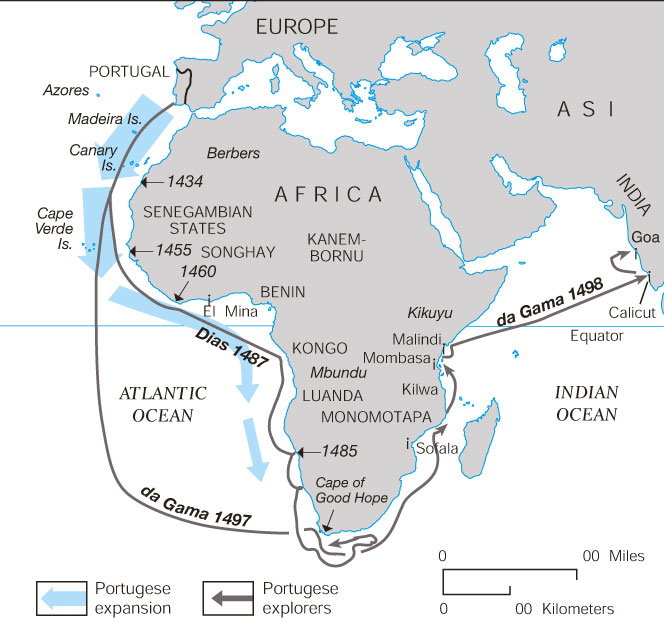 EUROPE
PORTUGAL
Azores
ASI
Madeira Is.
Canary
Is.
Berbers
1434
AFRICA
INDIA
SENEGAMBIAN
STATES
Cape
Verde
Is.
KANEM-
BORNU
Goa
1455
SONGHAY
1460
BENIN
El Mina
Kikuyu
da Gama 1498
Calicut
Equator
Dias 1487
KONGO
Malindi
Mombasa
Mbundu
Kilwa
LUANDA
ATLANTIC
OCEAN
INDIAN
OCEAN
MONOMOTAPA
Sofala
1485
Cape of
Good Hope
da Gama 1497
0 00 Miles
0 00 Kilometers
Portugese
expansion
Portugese
explorers